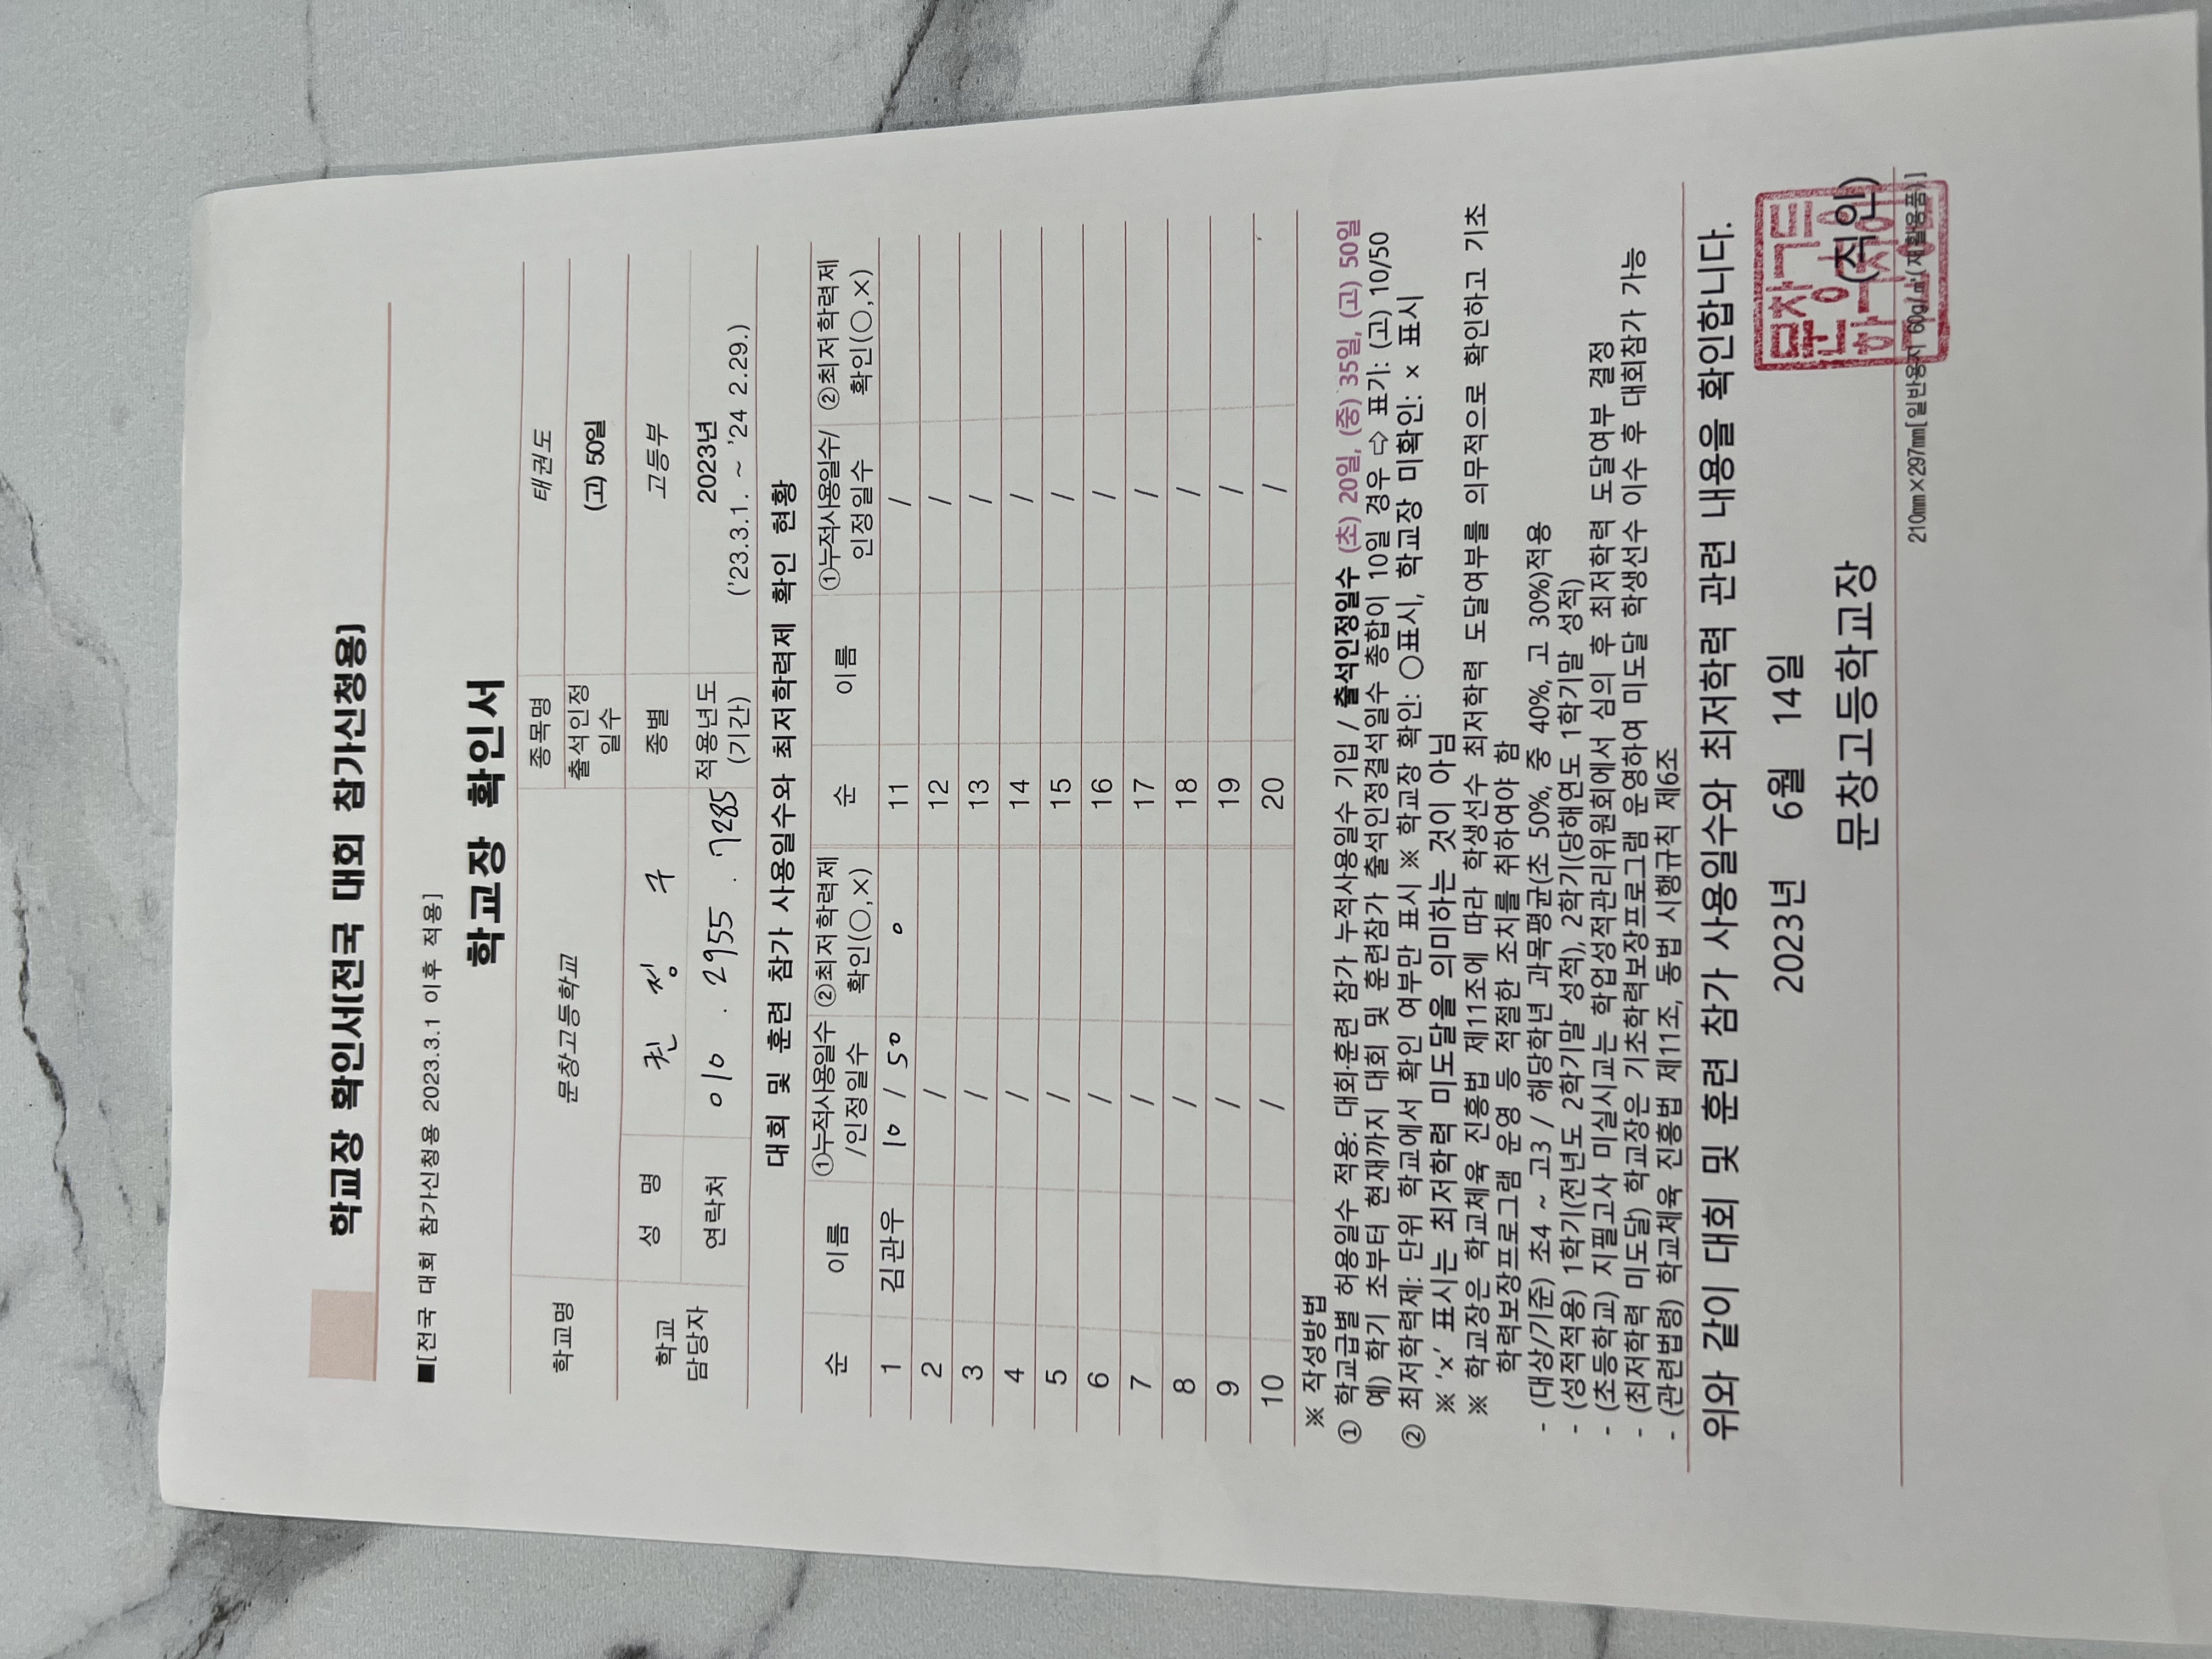 학교장 확인서[전국 대회 참가신청용]
■[전국 대회 참가신청용 2023.3.1 이후 적용]
학교장 확인서
학교명 문창고등학교 종목명 태권도
출석인정일수 (고) 50일
학교 담당자 성 명 권 정 구 종별 고등부
연락처 010 . 2955 . 7285 적용년도(기간) 2023년 ('23.3.1. ~ '24 2.29.)
대회 및 훈련 참가 사용일수와 최저학력제 확인 현황
순 이름 ①누적사용일수/인정일수 ②최저학력제 확인(○,×) 순 이름 ①누적사용일수/인정일수 ②최저학력제 확인(○,×)
1 김관우 10 / 50 ○ 11 /
2 / 12 /
3 / 13 /
4 / 14 /
5 / 15 /
6 / 16 /
7 / 17 /
8 / 18 /
9 / 19 /
10 / 20 /
※ 작성방법
① 학교급별 허용일수 적용: 대회·훈련 참가 누적사용일수 기입 / 출석인정일수 (초) 20일, (중) 35일, (고) 50일
예) 학기 초부터 현재까지 대회 및 훈련참가 출석인정결석일수 총합이 10일 경우 ⇨ 표기: (고) 10/50
② 최저학력제: 단위 학교에서 확인 여부만 표시 ※ 학교장 확인: ○표시, 학교장 미확인: × 표시
※ '×' 표시는 최저학력 미도달을 의미하는 것이 아님
※ 학교장은 학교체육 진흥법 제11조에 따라 학생선수 최저학력 도달여부를 의무적으로 확인하고 기초
학력보장프로그램 운영 등 적절한 조치를 취하여야 함
- (대상/기준) 초4 ~ 고3 / 해당학년 과목평균(초 50%, 중 40%, 고 30%)적용
- (성적적용) 1학기(전년도 2학기말 성적), 2학기(당해연도 1학기말 성적)
- (초등학교) 지필고사 미실시교는 학업성적관리위원회에서 심의 후 최저학력 도달여부 결정
- (최저학력 미도달) 학교장은 기초학력보장프로그램 운영하여 미도달 학생선수 이수 후 대회참가 가능
- (관련법령) 학교체육 진흥법 제11조, 동법 시행규칙 제6조
위와 같이 대회 및 훈련 참가 사용일수와 최저학력 관련 내용을 확인합니다.
2023년 6월 14일
문창고등학교장 (직인)
210mm×297mm[일반용지 60g/㎡(재활용품)]